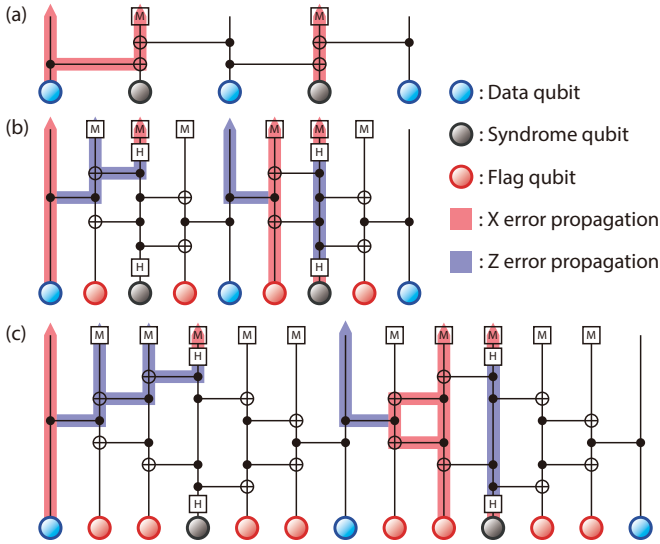 (a)
M M
: Data qubit
: Syndrome qubit
: Flag qubit
: X error propagation
: Z error propagation
(b)
M M M M M M
H H
H H
(c)
M M M M M M M M M M
H H
H H